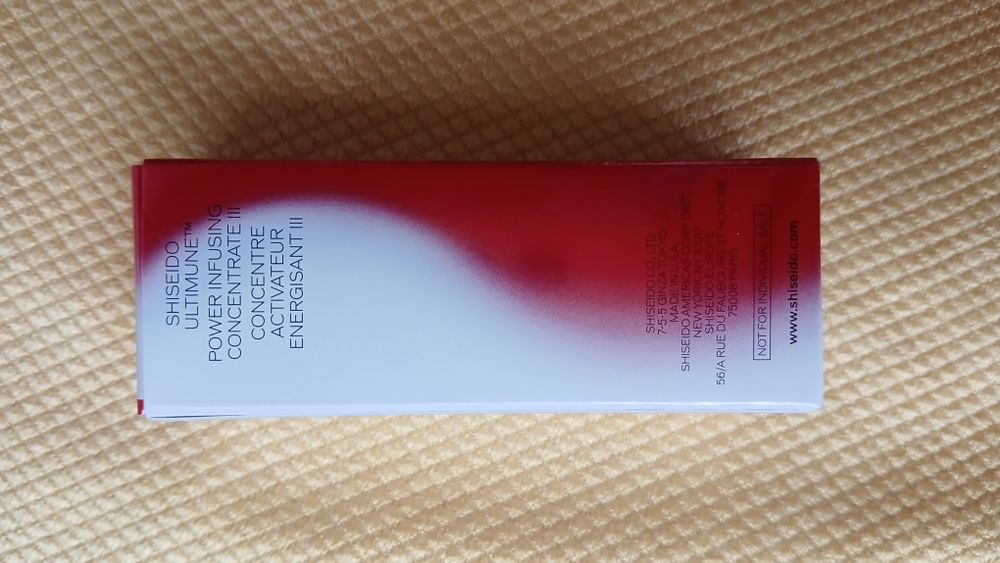 SHISEIDO
ULTIMUNE™
POWER INFUSING
CONCENTRATE III
CONCENTRE
ACTIVATEUR
ENERGISANT III
SHISEIDO CO., LTD.
7-5-5 GINZA TOKYO
MADE IN U.S.A.
SHISEIDO AMERICAS CORP. DIST.
NEW YORK, NY 10017
SHISEIDO EUROPE
56/A RUE DU FAUBOURG ST HONORE
75008 PARIS
NOT FOR INDIVIDUAL SALE
www.shiseido.com